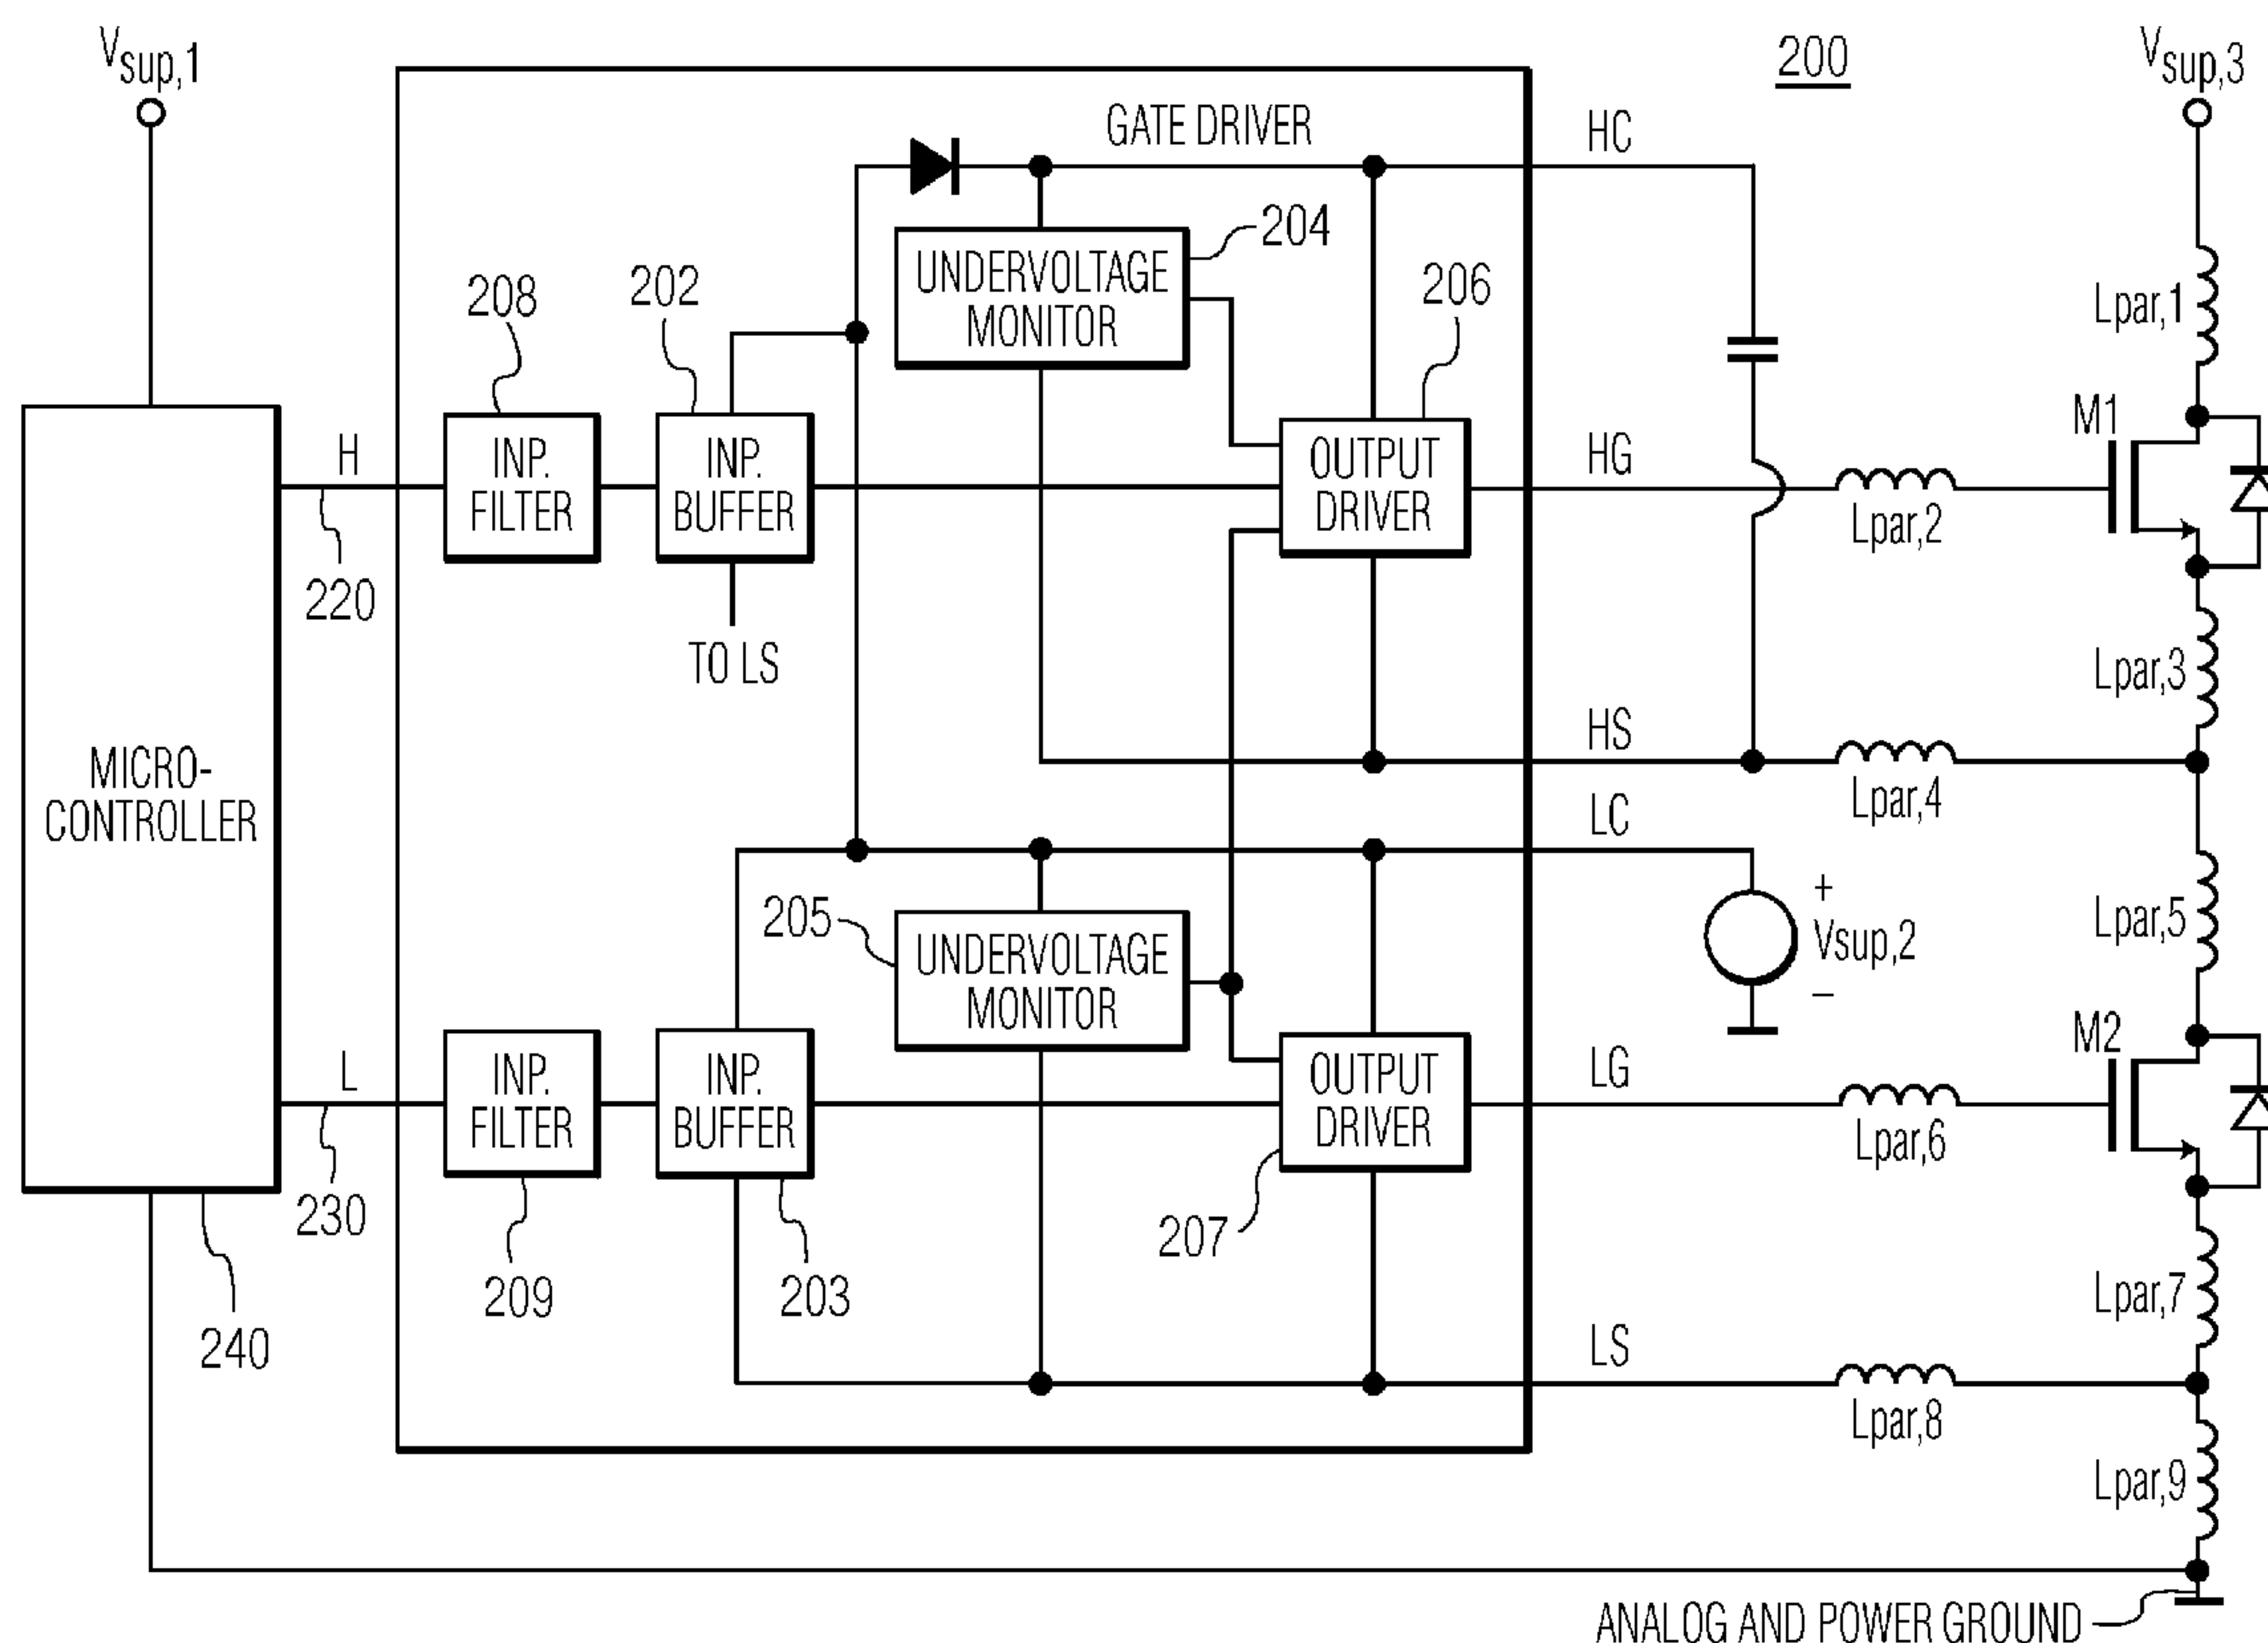 Vsup,1
200
Vsup,3
GATE DRIVER
HC
204
UNDERVOLTAGE
MONITOR
208
202
206
Lpar,1
M1
H
INP.
FILTER
INP.
BUFFER
OUTPUT
DRIVER
HG
Lpar,2
220
TO LS
Lpar,3
HS
Lpar,4
MICRO-
CONTROLLER
LC
205
UNDERVOLTAGE
MONITOR
+
Vsup,2
–
Lpar,5
M2
L
INP.
FILTER
INP.
BUFFER
OUTPUT
DRIVER
LG
Lpar,6
230
209
203
207
Lpar,7
240
LS
Lpar,8
Lpar,9
ANALOG AND POWER GROUND